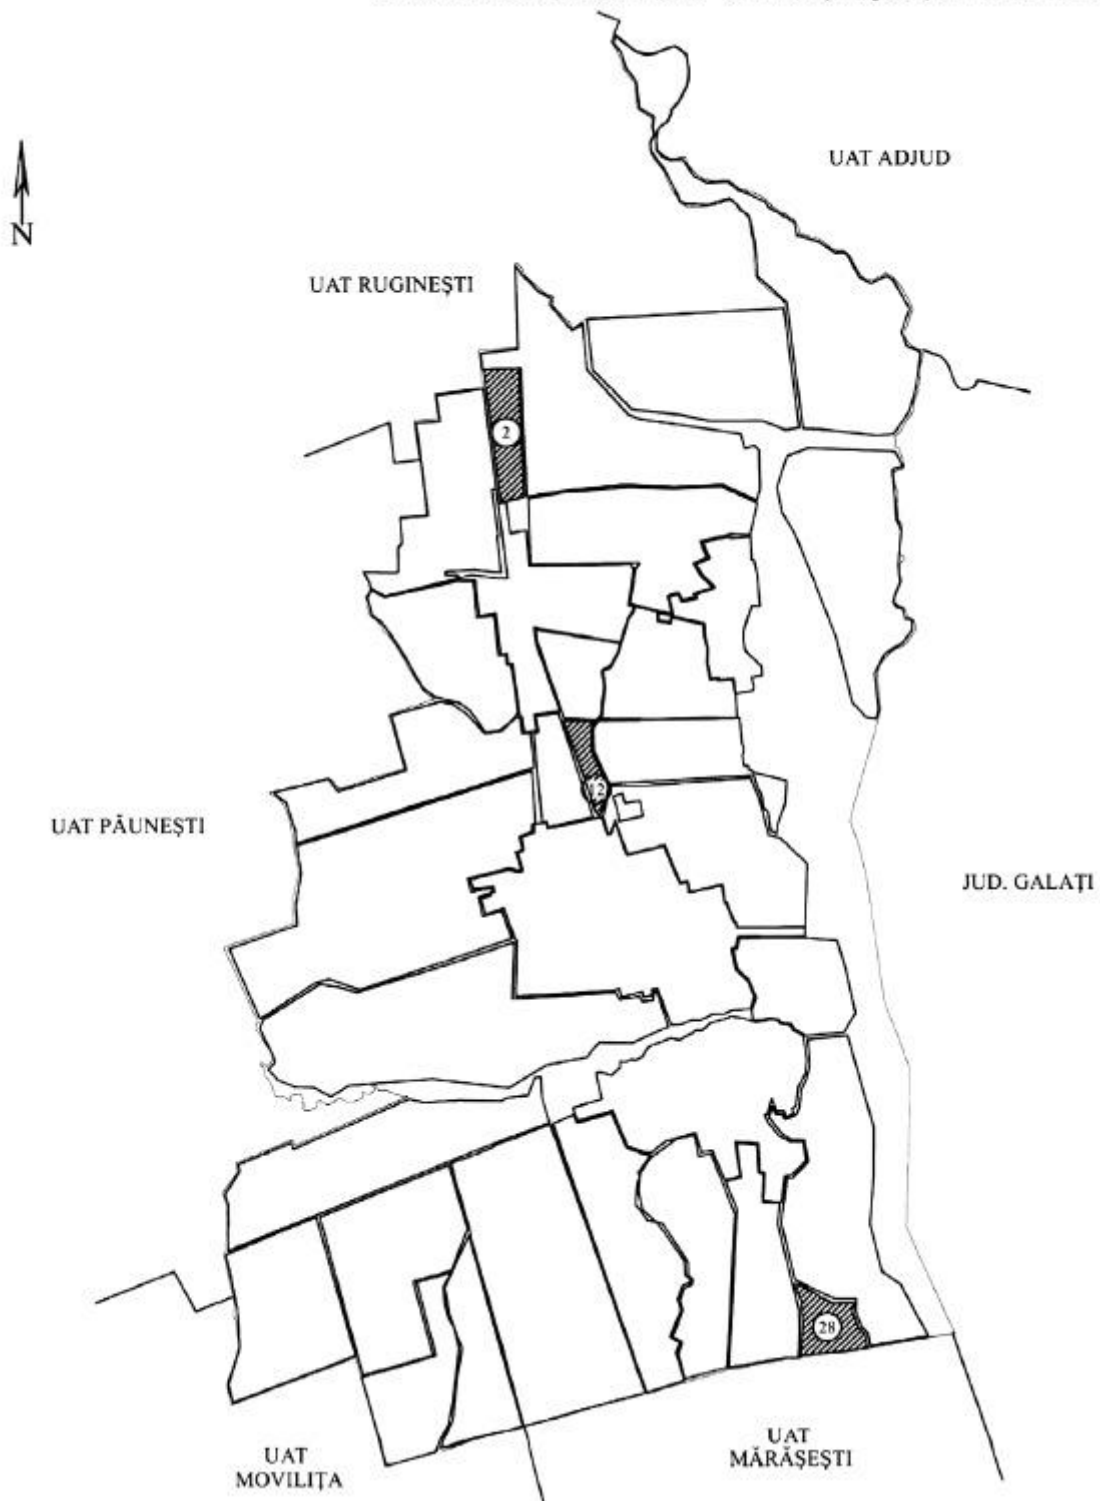 UAT ADJUD
N
UAT RUGINEȘTI
2
12
UAT PĂUNEȘTI
JUD. GALAȚI
28
UAT
MOVILIȚA
UAT
MĂRĂȘEȘTI